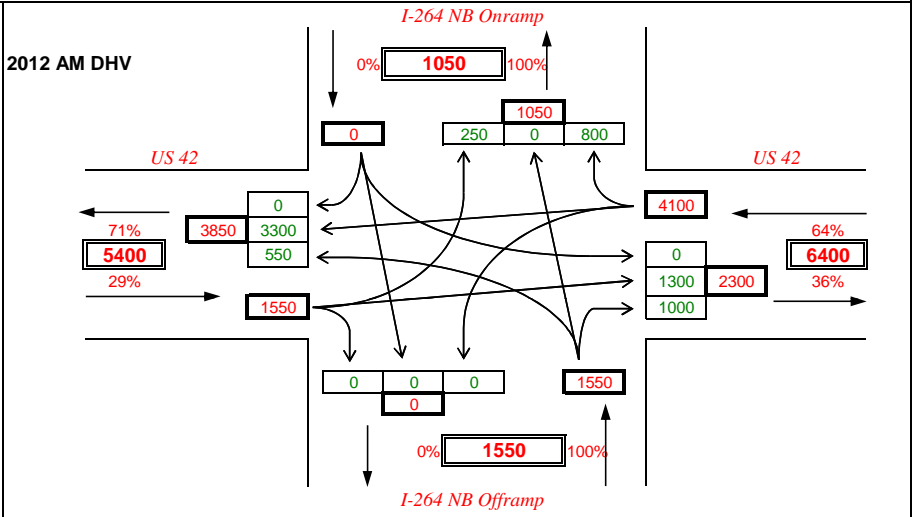 I-264 NB Onramp
2012 AM DHV
0% 1050 100%
1050
0 250 0 800
US 42 US 42
0 4100
71% 3850 3300 64%
5400 550 0 6400
29% 1300 2300 36%
1550 1000
0 0 0 1550
0
0% 1550 100%
I-264 NB Offramp